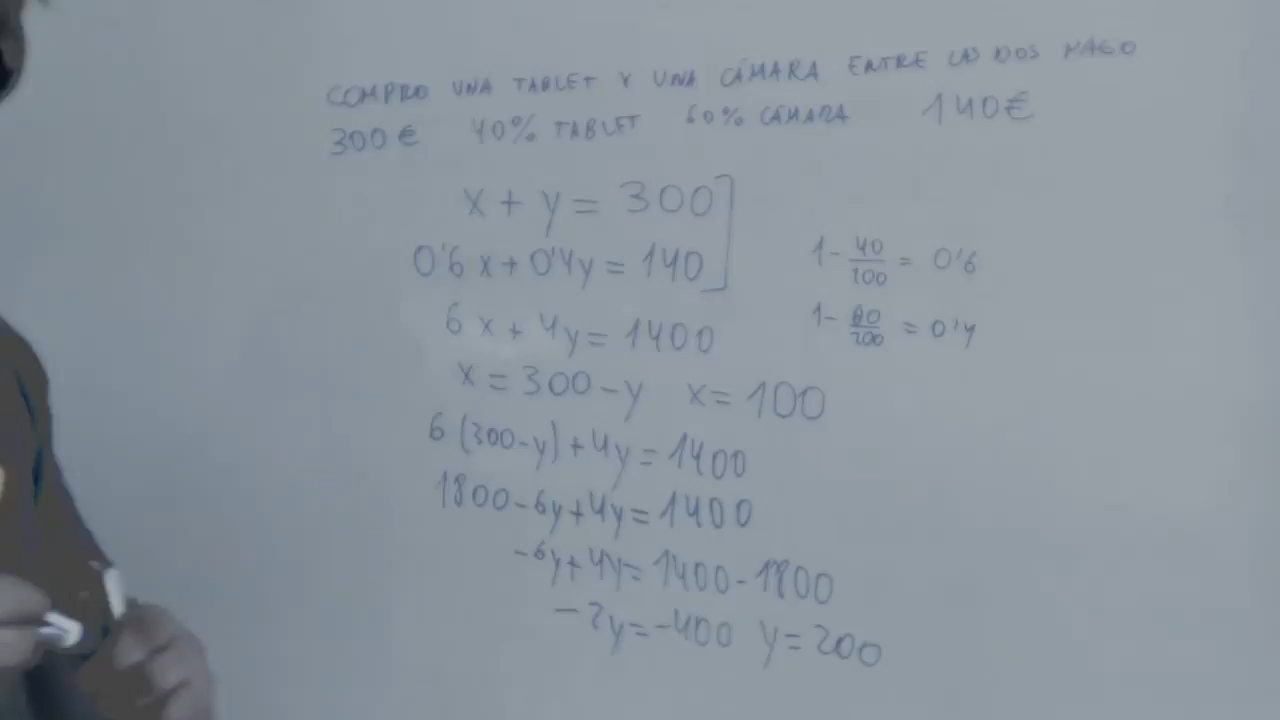 COMPRO UNA TABLET Y UNA CÁMARA ENTRE LAS DOS PAGO
300€ 40% TABLET 60% CÁMARA 140€
x + y = 300
0'6x + 0'4y = 140
1 - 40/100 = 0'6
6x + 4y = 1400
1 - 60/100 = 0'4
x = 300 - y x = 100
6(300-y) + 4y = 1400
1800 - 6y + 4y = 1400
-6y + 4y = 1400 - 1800
-2y = -400 y = 200